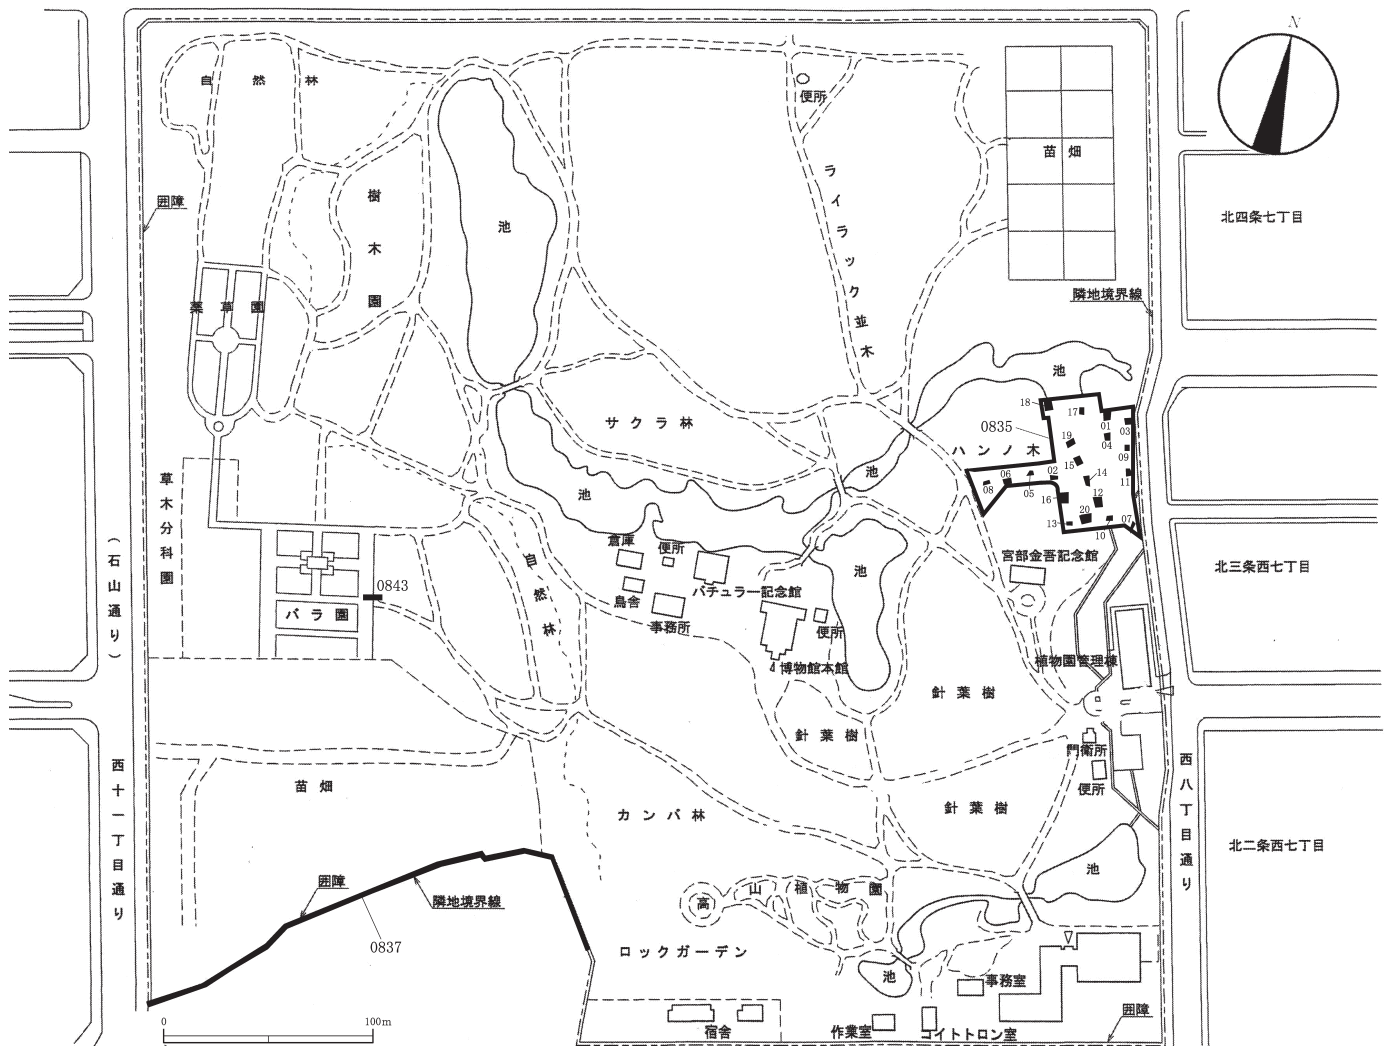 N
自然林
便所
苗畑
ライラック並木
囲障
樹木園
池
北四条七丁目
薬草園
隣地境界線
池
18
17
01
03
0835
サクラ林
19
04
ハンノ木
09
15
池
06
02
14
11
08
05
草木分科園
池
16
12
20
13
10
07
(石山通り)
倉庫
便所
自然林
池
宮部金吾記念館
北三条西七丁目
0843
鳥舎
バチュラー記念館
バラ園
事務所
便所
植物園管理棟
4 博物館本館
針葉樹
針葉樹
門衛所
西十一丁目通り
西八丁目通り
便所
苗畑
カンバ林
針葉樹
北二条西七丁目
池
囲障
高山植物園
隣地境界線
0837
ロックガーデン
池
事務室
0
100m
宿舎
作業室
コイトトロン室
囲障